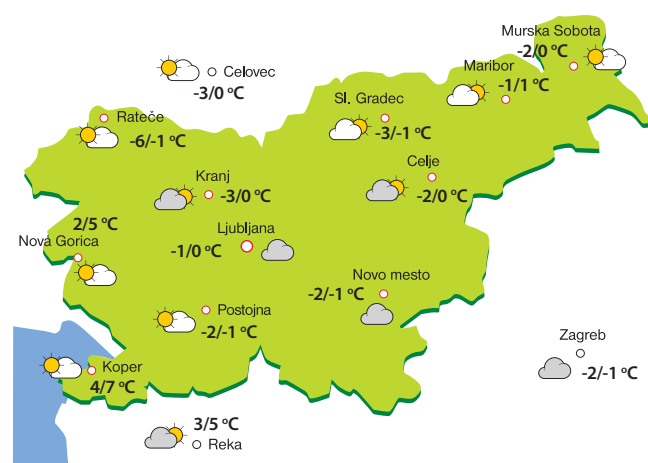 Murska Sobota
-2/0 °C
Maribor
-1/1 °C
Celovec
-3/0 °C
Sl. Gradec
-3/-1 °C
Rateče
-6/-1 °C
Celje
-2/0 °C
Kranj
-3/0 °C
2/5 °C
Nova Gorica
Ljubljana
-1/0 °C
Novo mesto
-2/-1 °C
Postojna
-2/-1 °C
Zagreb
-2/-1 °C
Koper
4/7 °C
3/5 °C
Reka